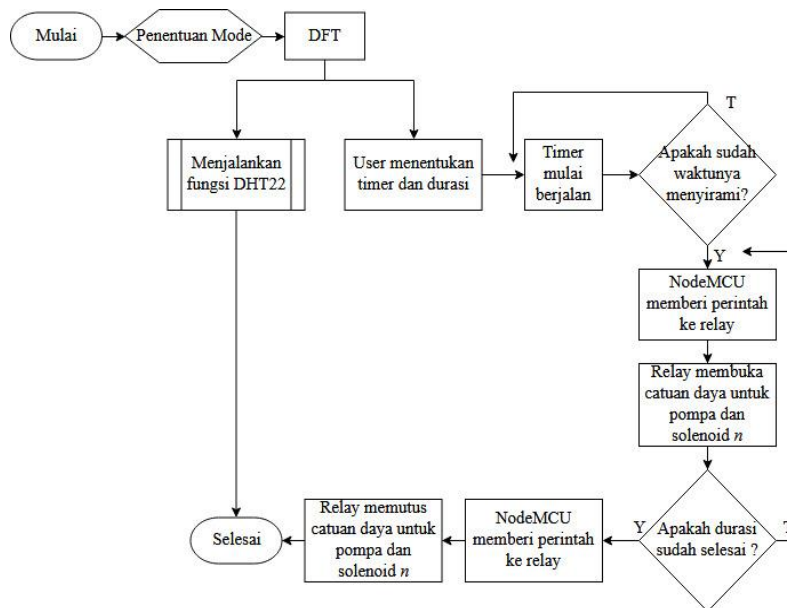 Mulai
Penentuan Mode
DFT
Menjalankan
fungsi DHT22
User menentukan
timer dan durasi
Timer
mulai
berjalan
T
Apakah sudah
waktunya
menyirami?
Y
NodeMCU
memberi perintah
ke relay
Relay membuka
catuan daya untuk
pompa dan
solenoid n
Apakah durasi
sudah selesai ?
T
Y
NodeMCU
memberi perintah
ke relay
Relay memutus
catuan daya untuk
pompa dan
solenoid n
Selesai